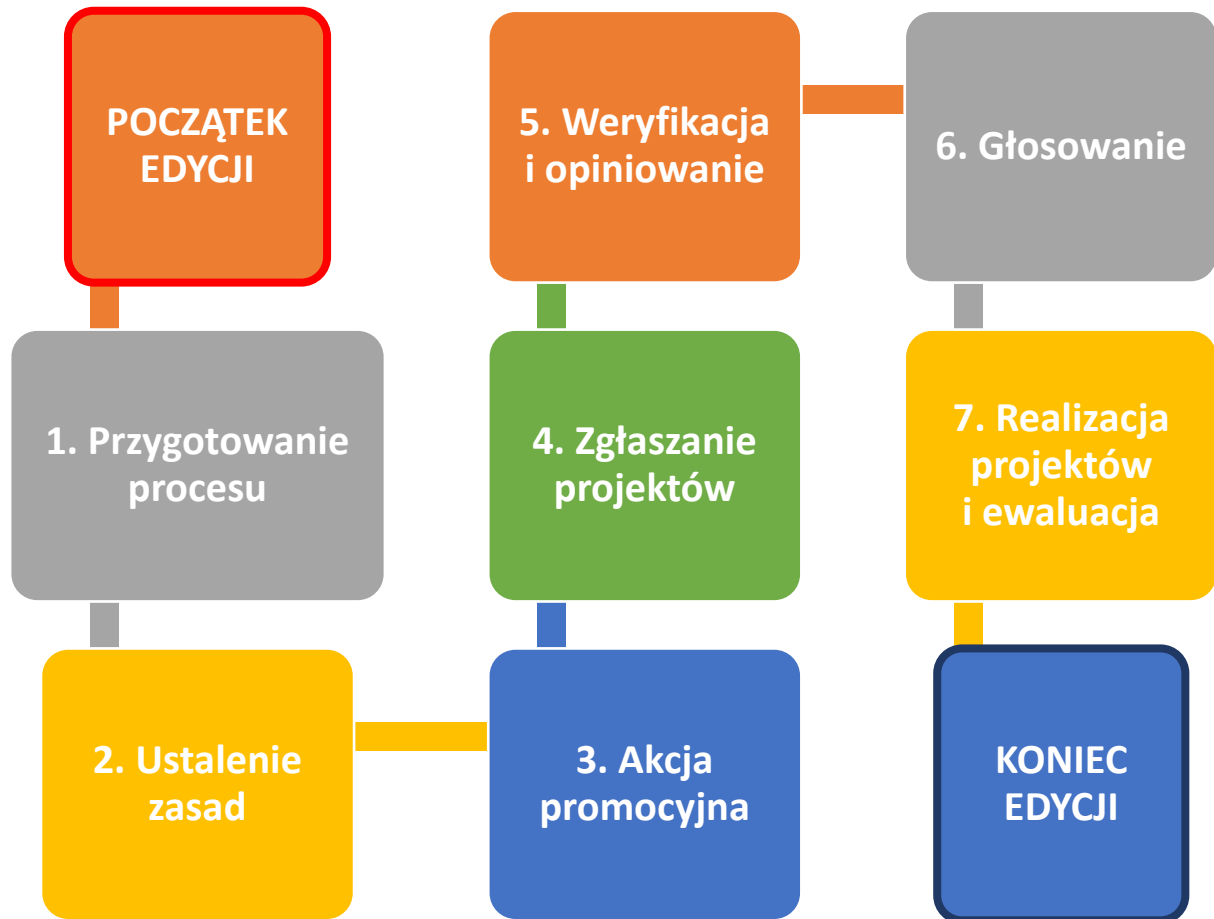 POCZĄTEK
EDYCJI
1. Przygotowanie
procesu
2. Ustalenie
zasad
3. Akcja
promocyjna
4. Zgłaszanie
projektów
5. Weryfikacja
i opiniowanie
6. Głosowanie
7. Realizacja
projektów
i ewaluacja
KONIEC
EDYCJI